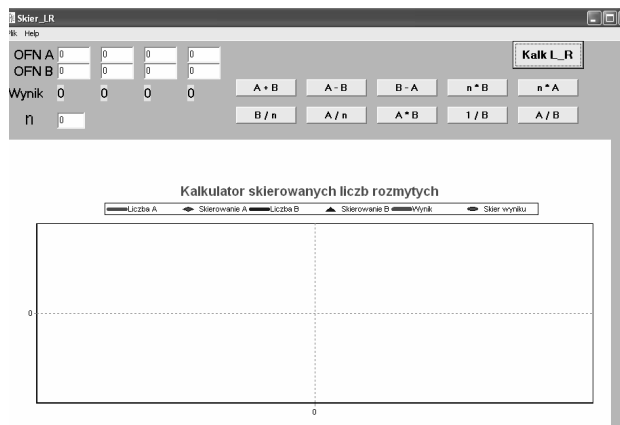 Skier_LR
Plik Help
OFN A 0 0 0 0
OFN B 0 0 0 0
Wynik 0 0 0 0
n 0
Kalk L_R
A + B A - B B - A n * B n * A
B / n A / n A * B 1 / B A / B
Kalkulator skierowanych liczb rozmytych
Liczba A Skierowanie A Liczba B Skierowanie B Wynik Skier wyniku
0
0